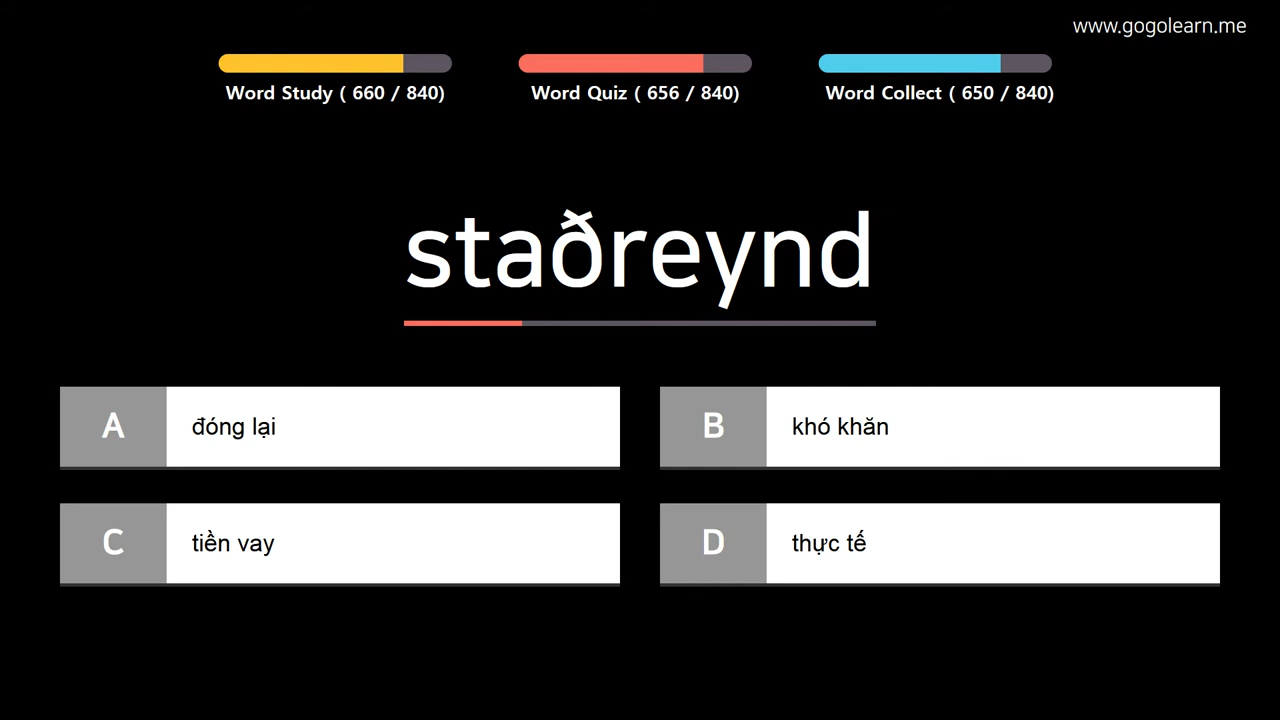 www.gogolearn.me
Word Study ( 660 / 840)
Word Quiz ( 656 / 840)
Word Collect ( 650 / 840)
staðreynd
A đóng lại
B khó khăn
C tiền vay
D thực tế